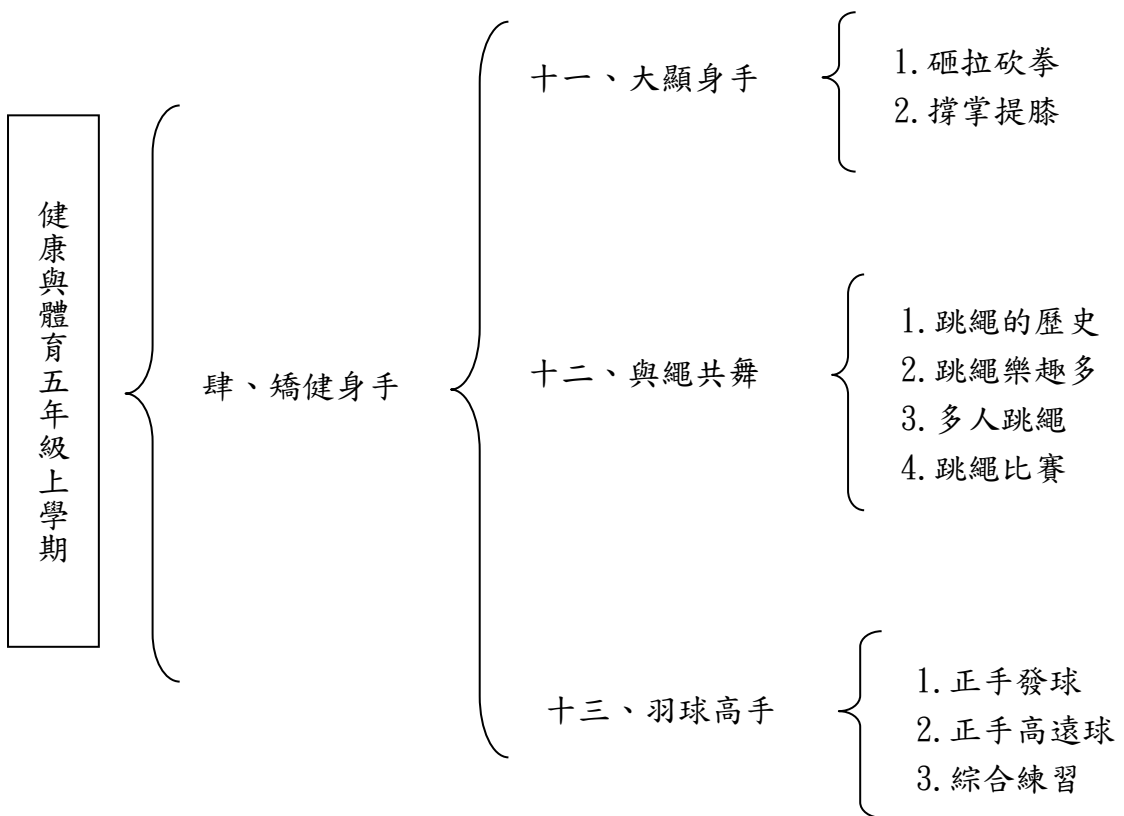 健康與體育五年級上學期
肆、矯健身手
十一、大顯身手
1.砸拉砍拳
2.撐掌提膝
十二、與繩共舞
1.跳繩的歷史
2.跳繩樂趣多
3.多人跳繩
4.跳繩比賽
十三、羽球高手
1.正手發球
2.正手高遠球
3.綜合練習